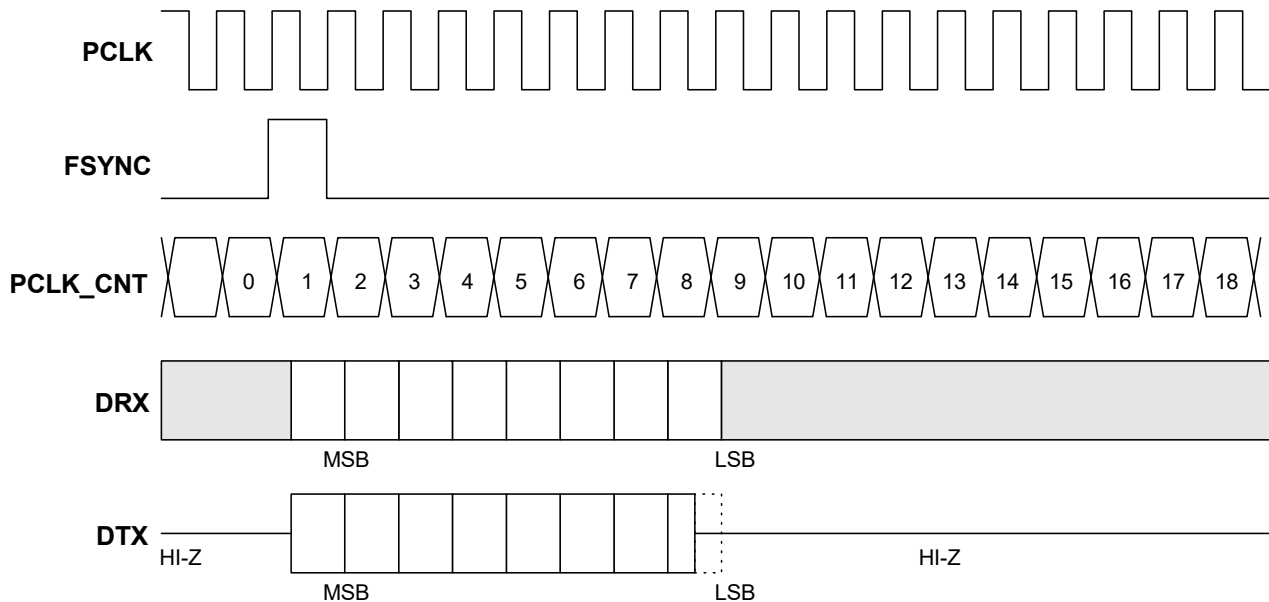 PCLK
FSYNC
PCLK_CNT 0 1 2 3 4 5 6 7 8 9 10 11 12 13 14 15 16 17 18
DRX
MSB LSB
DTX
HI-Z HI-Z
MSB LSB